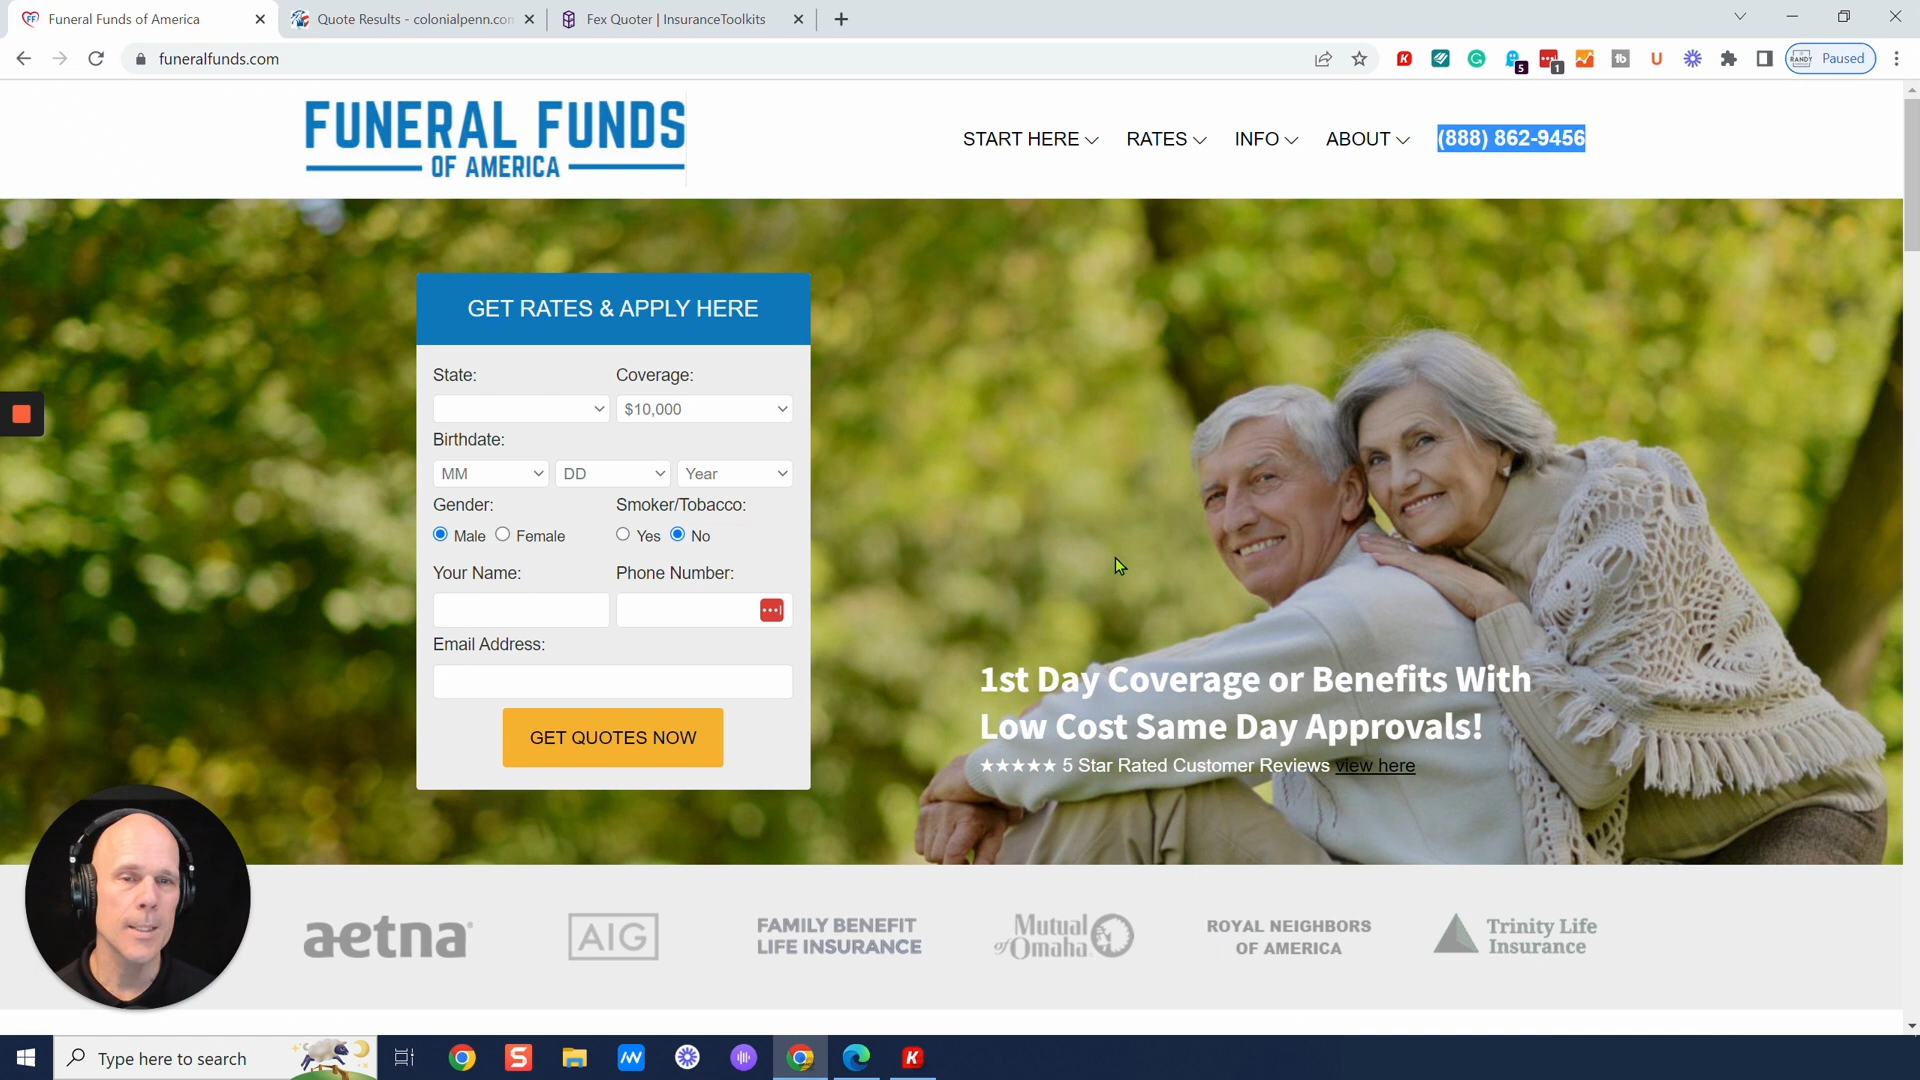 Funeral Funds of America
Quote Results - colonialpenn.com
Fex Quoter | InsuranceToolkits
funeralfunds.com
5
1
RANDY
Paused
FUNERAL FUNDS
OF AMERICA
START HERE
RATES
INFO
ABOUT
(888) 862-9456
GET RATES & APPLY HERE
State:
Coverage:
$10,000
Birthdate:
MM
DD
Year
Gender:
Smoker/Tobacco:
Male
Female
Yes
No
Your Name:
Phone Number:
Email Address:
GET QUOTES NOW
1st Day Coverage or Benefits With
Low Cost Same Day Approvals!
★★★★★ 5 Star Rated Customer Reviews view here
aetna
AIG
FAMILY BENEFIT
LIFE INSURANCE
Mutual
of Omaha
ROYAL NEIGHBORS
OF AMERICA
Trinity Life
Insurance
Type here to search